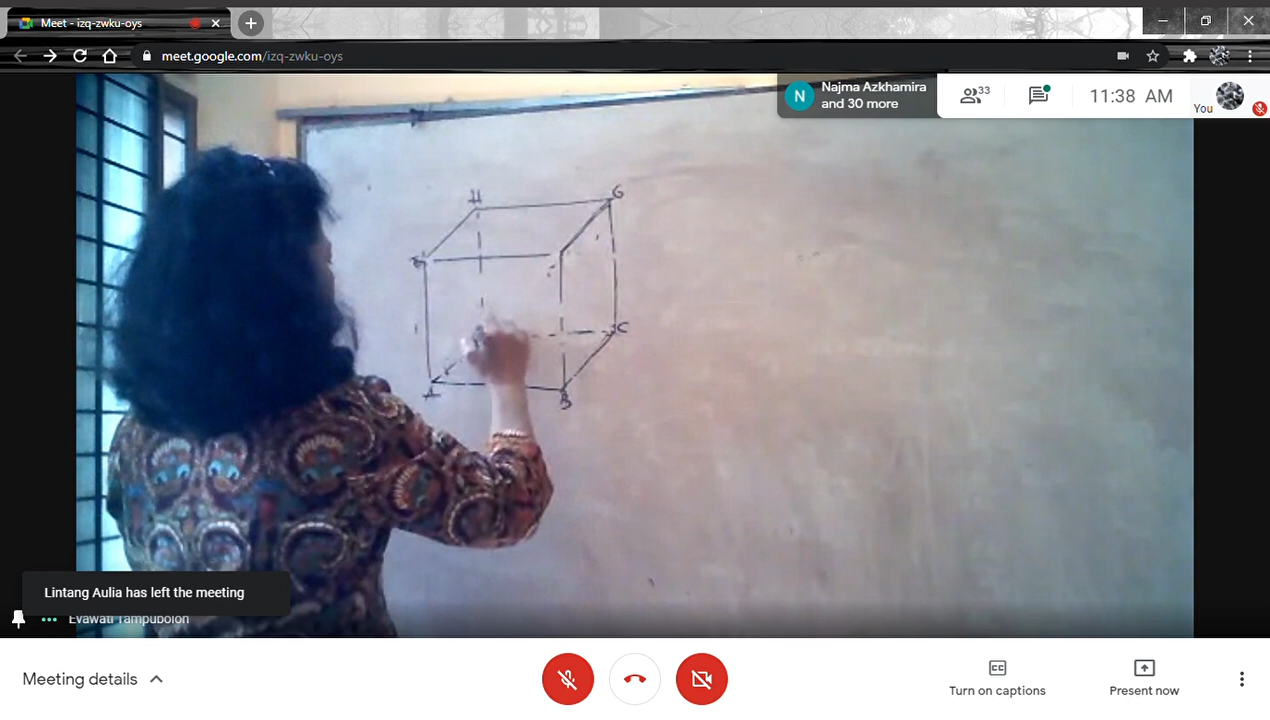 Meet - izq-zwku-oys
meet.google.com/izq-zwku-oys
Najma Azkhamira
and 30 more
N
33
11:38 AM
You
H
G
C
A
B
Lintang Aulia has left the meeting
Evawati Tampubolon
Meeting details
CC
Turn on captions
Present now